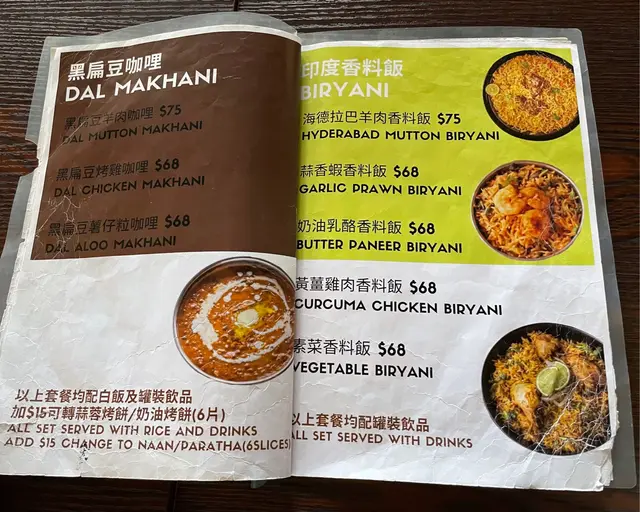 黑扁豆咖哩
DAL MAKHANI
黑扁豆羊肉咖哩 $75
DAL MUTTON MAKHANI
黑扁豆烤雞咖哩 $68
DAL CHICKEN MAKHANI
黑扁豆薯仔粒咖哩 $68
DAL ALOO MAKHANI
以上套餐均配白飯及罐裝飲品
加$15可轉蒜蓉烤餅/奶油烤餅(6片)
ALL SET SERVED WITH RICE AND DRINKS
ADD $15 CHANGE TO NAAN/PARATHA(6SLICES)
印度香料飯
BIRYANI
海德拉巴羊肉香料飯 $75
HYDERABAD MUTTON BIRYANI
蒜香蝦香料飯 $68
GARLIC PRAWN BIRYANI
奶油乳酪香料飯 $68
BUTTER PANEER BIRYANI
黃薑雞肉香料飯 $68
CURCUMA CHICKEN BIRYANI
素菜香料飯 $68
VEGETABLE BIRYANI
以上套餐均配罐裝飲品
ALL SET SERVED WITH DRINKS